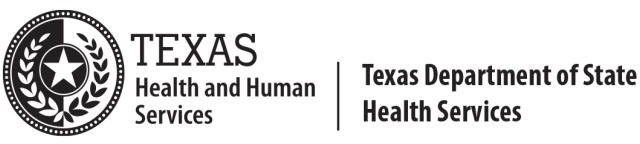 TEXAS
Health and Human
Services
Texas Department of State
Health Services